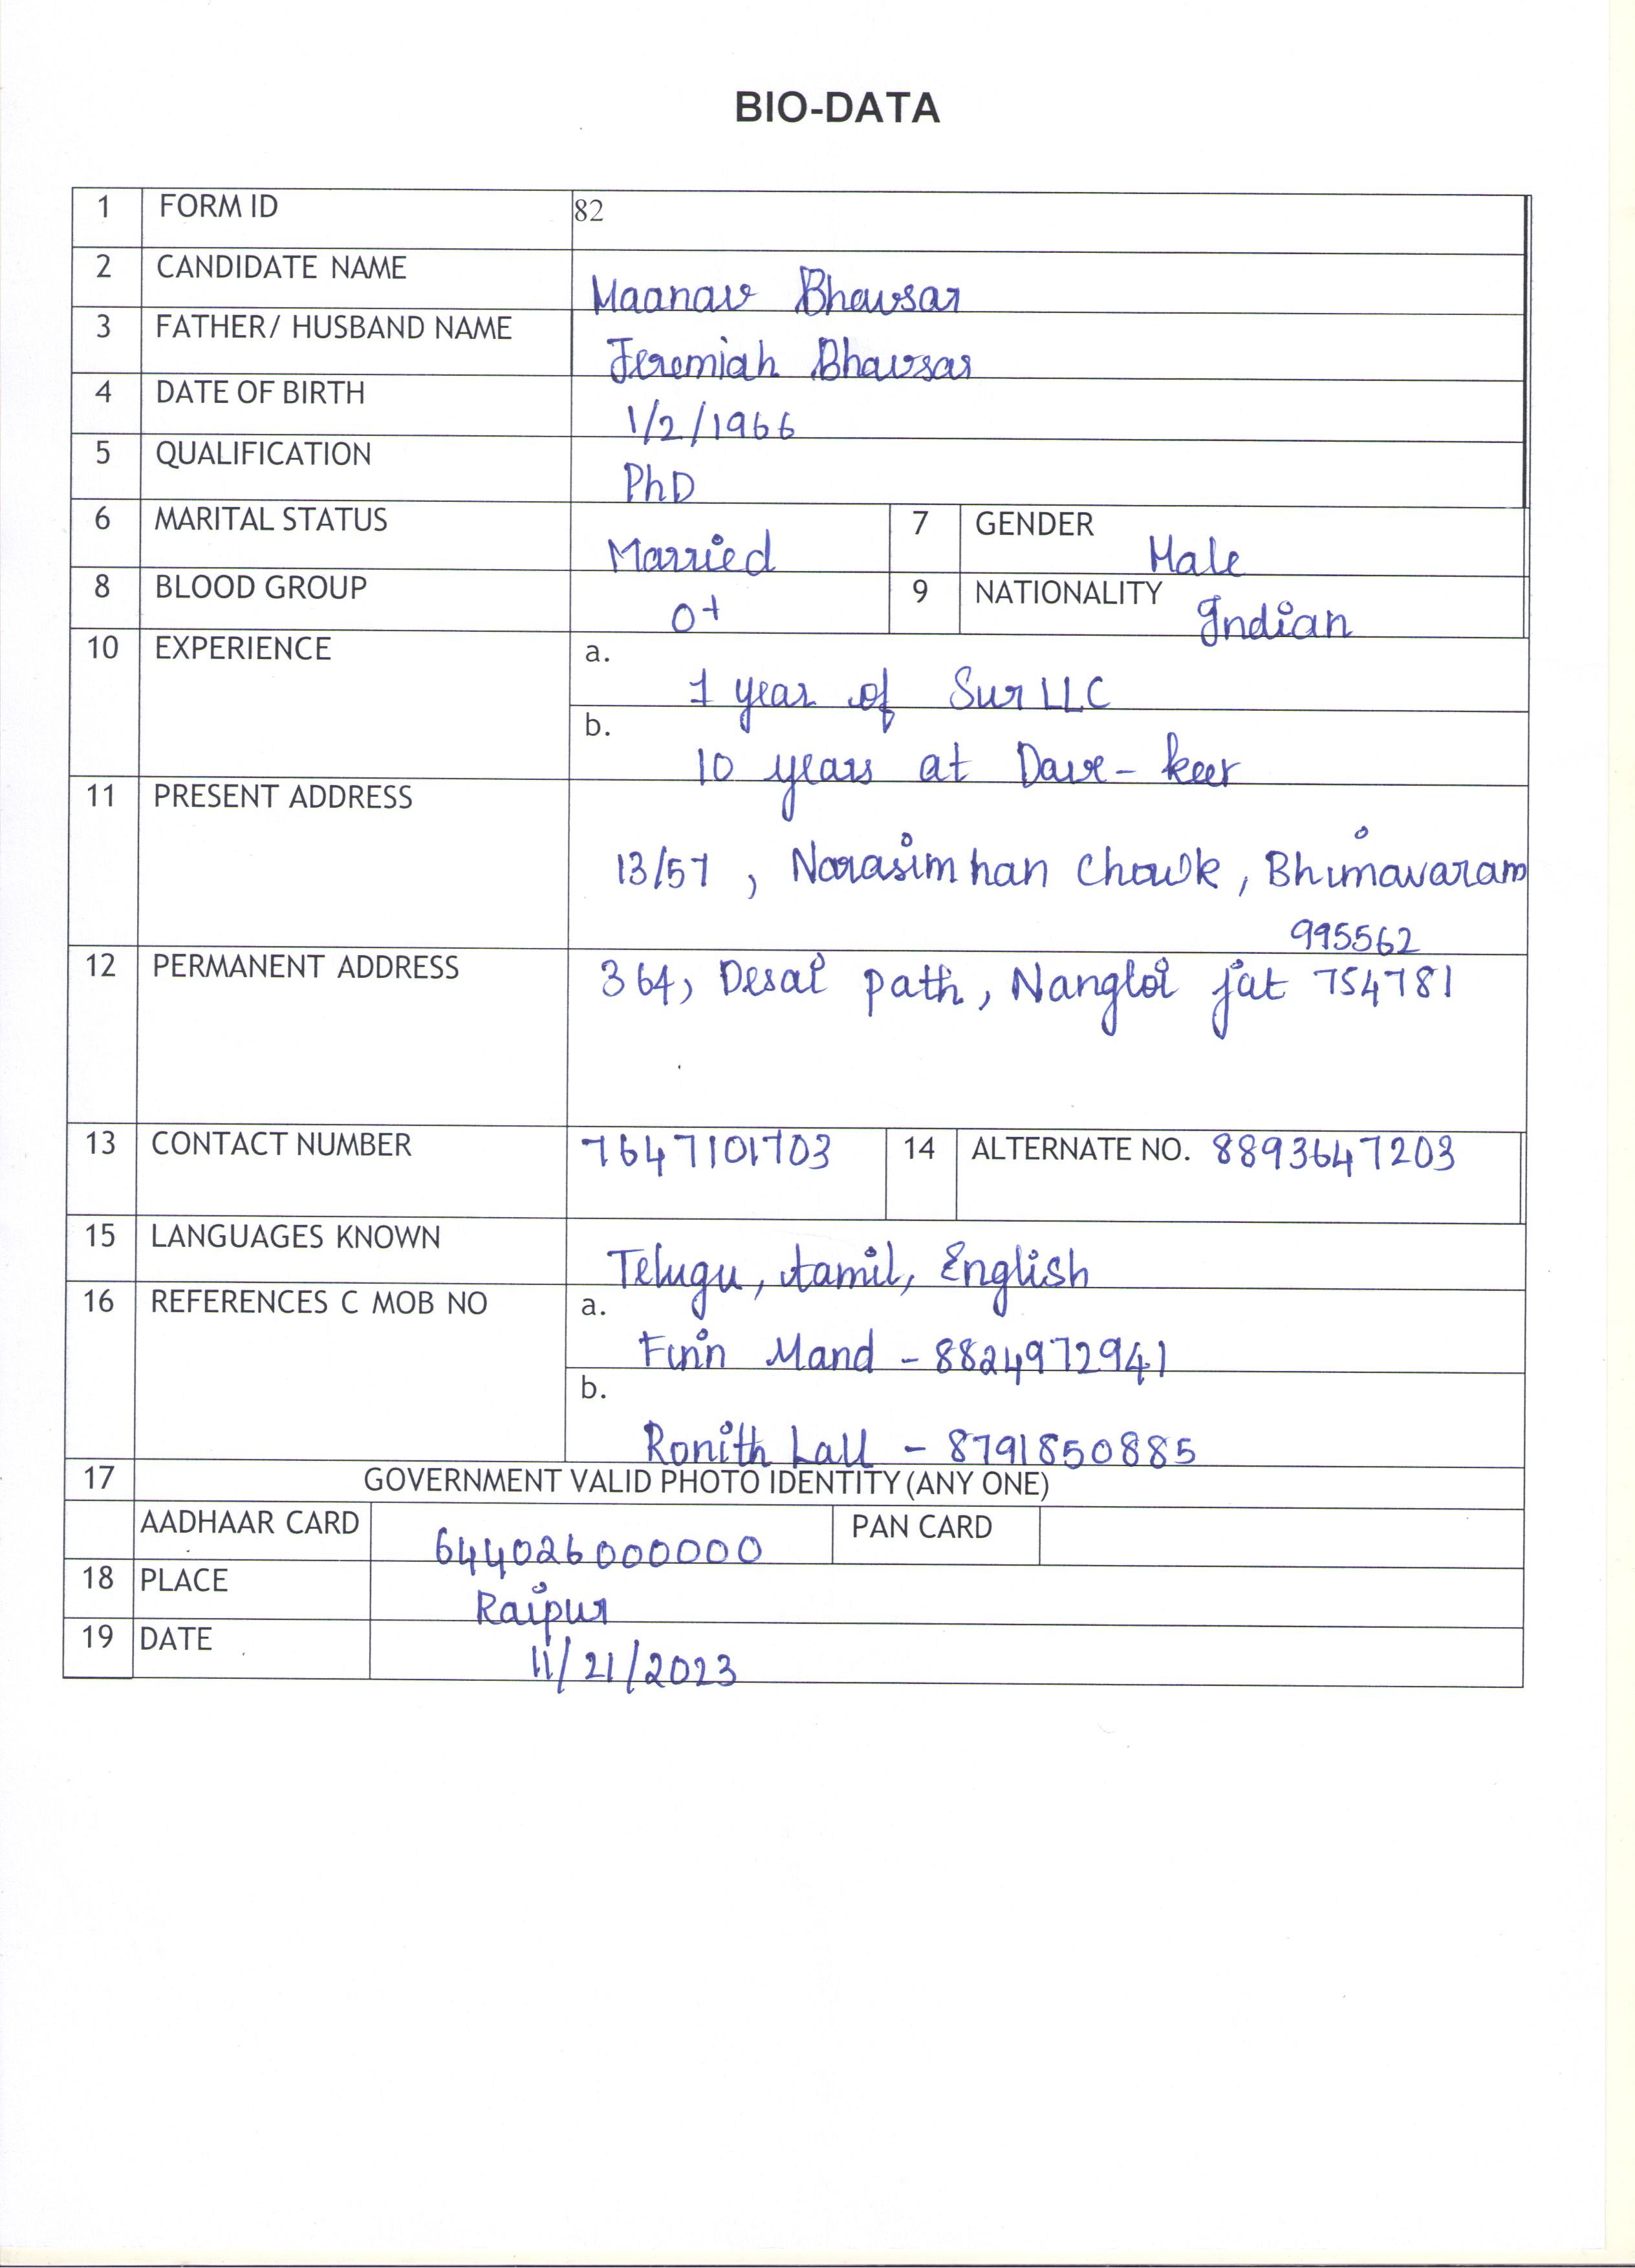 BIO-DATA
1 FORM ID 82
2 CANDIDATE NAME Maanav Bhavsar
3 FATHER/ HUSBAND NAME Jeremiah Bhavsar
4 DATE OF BIRTH 1/2/1966
5 QUALIFICATION PhD
6 MARITAL STATUS Married 7 GENDER Male
8 BLOOD GROUP O+ 9 NATIONALITY Indian
10 EXPERIENCE a. 1 year of Sur LLC
b. 10 years at Dave-keer
11 PRESENT ADDRESS
13/57, Narasimhan Chowk, Bhimavaram
995562
12 PERMANENT ADDRESS 364, Desai path, Nangloi jat 754781
13 CONTACT NUMBER 7647101703 14 ALTERNATE NO. 8893647203
15 LANGUAGES KNOWN Telugu, tamil, English
16 REFERENCES C MOB NO a.
Finn Mand - 8824972941
b.
Ronith Lall - 8791850885
17 GOVERNMENT VALID PHOTO IDENTITY (ANY ONE)
AADHAAR CARD 644026000000 PAN CARD
18 PLACE Raipur
19 DATE 11/21/2023